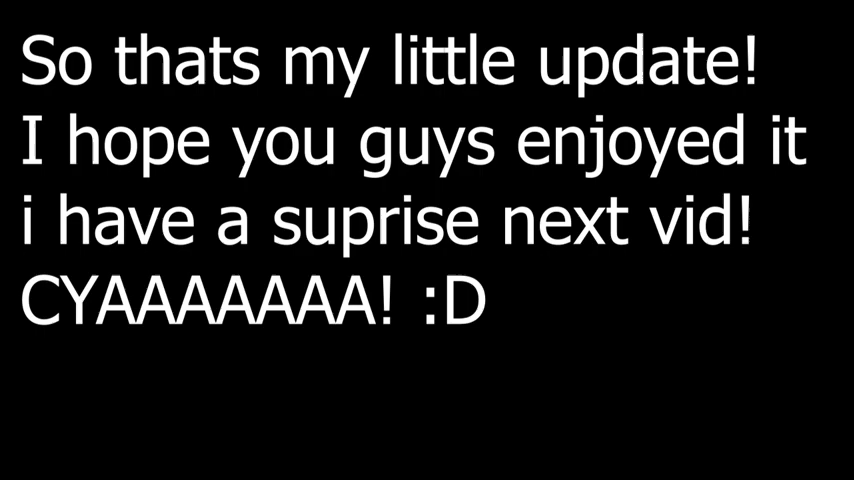 So thats my little update!
I hope you guys enjoyed it
i have a suprise next vid!
CYAAAAAAA! :D